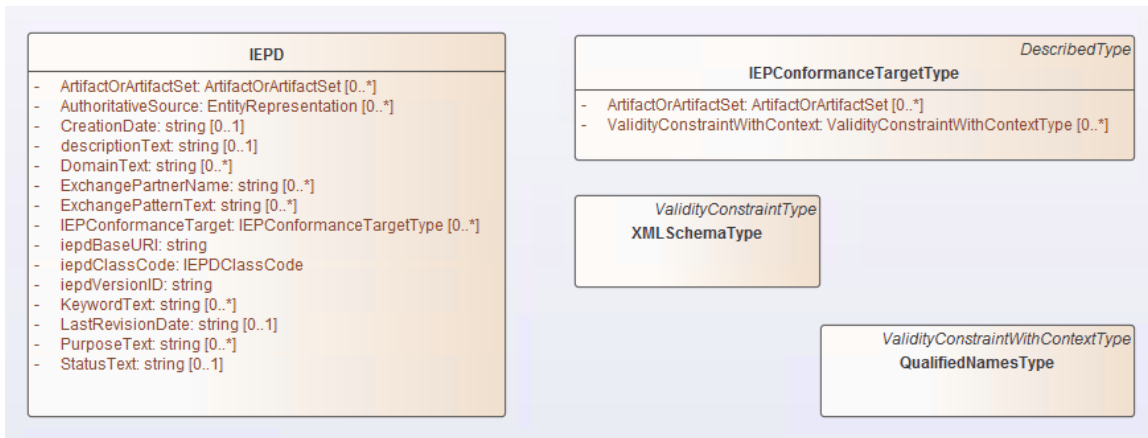 IEPD
- ArtifactOrArtifactSet: ArtifactOrArtifactSet [0..*]
- AuthoritativeSource: EntityRepresentation [0..*]
- CreationDate: string [0..1]
- descriptionText: string [0..1]
- DomainText: string [0..*]
- ExchangePartnerName: string [0..*]
- ExchangePatternText: string [0..*]
- IEPConformanceTarget: IEPConformanceTargetType [0..*]
- iepdBaseURI: string
- iepdClassCode: IEPDClassCode
- iepdVersionID: string
- KeywordText: string [0..*]
- LastRevisionDate: string [0..1]
- PurposeText: string [0..*]
- StatusText: string [0..1]
DescribedType
IEPConformanceTargetType
- ArtifactOrArtifactSet: ArtifactOrArtifactSet [0..*]
- ValidityConstraintWithContext: ValidityConstraintWithContextType [0..*]
ValidityConstraintType
XMLSchemaType
ValidityConstraintWithContextType
QualifiedNamesType